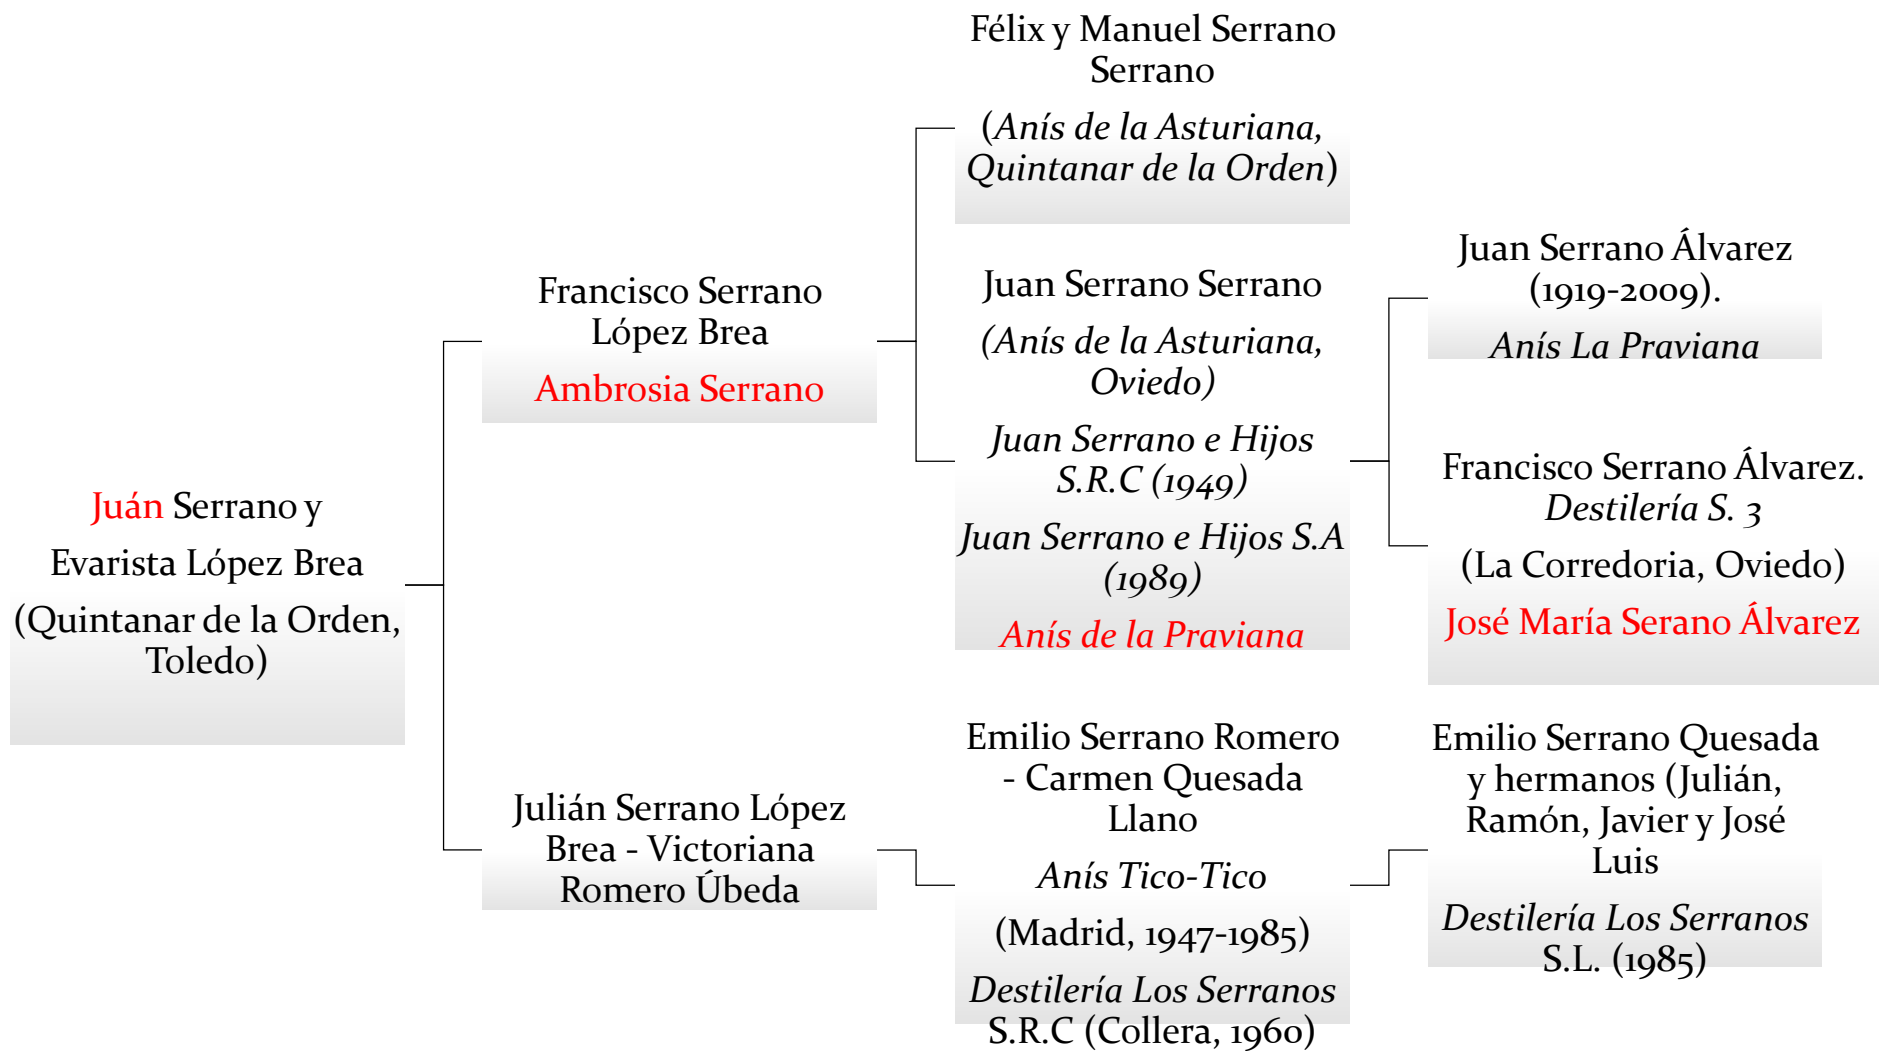 Félix y Manuel Serrano
Serrano
(Anís de la Asturiana,
Quintanar de la Orden)
Juan Serrano Álvarez
(1919-2009).
Anís La Praviana
Francisco Serrano
López Brea
Ambrosia Serrano
Juan Serrano Serrano
(Anís de la Asturiana,
Oviedo)
Juan Serrano e Hijos
S.R.C (1949)
Juan Serrano e Hijos S.A
(1989)
Anís de la Praviana
Francisco Serrano Álvarez.
Destilería S. 3
(La Corredoria, Oviedo)
José María Serano Álvarez
Juán Serrano y
Evarista López Brea
(Quintanar de la Orden,
Toledo)
Julián Serrano López
Brea - Victoriana
Romero Úbeda
Emilio Serrano Romero
- Carmen Quesada
Llano
Anís Tico-Tico
(Madrid, 1947-1985)
Destilería Los Serranos
S.R.C (Collera, 1960)
Emilio Serrano Quesada
y hermanos (Julián,
Ramón, Javier y José
Luis
Destilería Los Serranos
S.L. (1985)